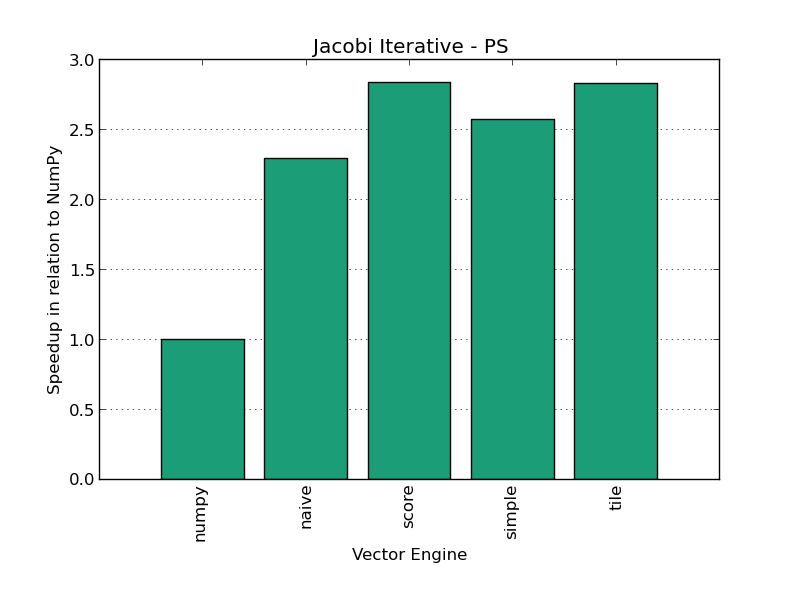 Jacobi Iterative - PS
3.0
2.5
2.0
1.5
1.0
0.5
0.0
Speedup in relation to NumPy
numpy
naive
score
simple
tile
Vector Engine